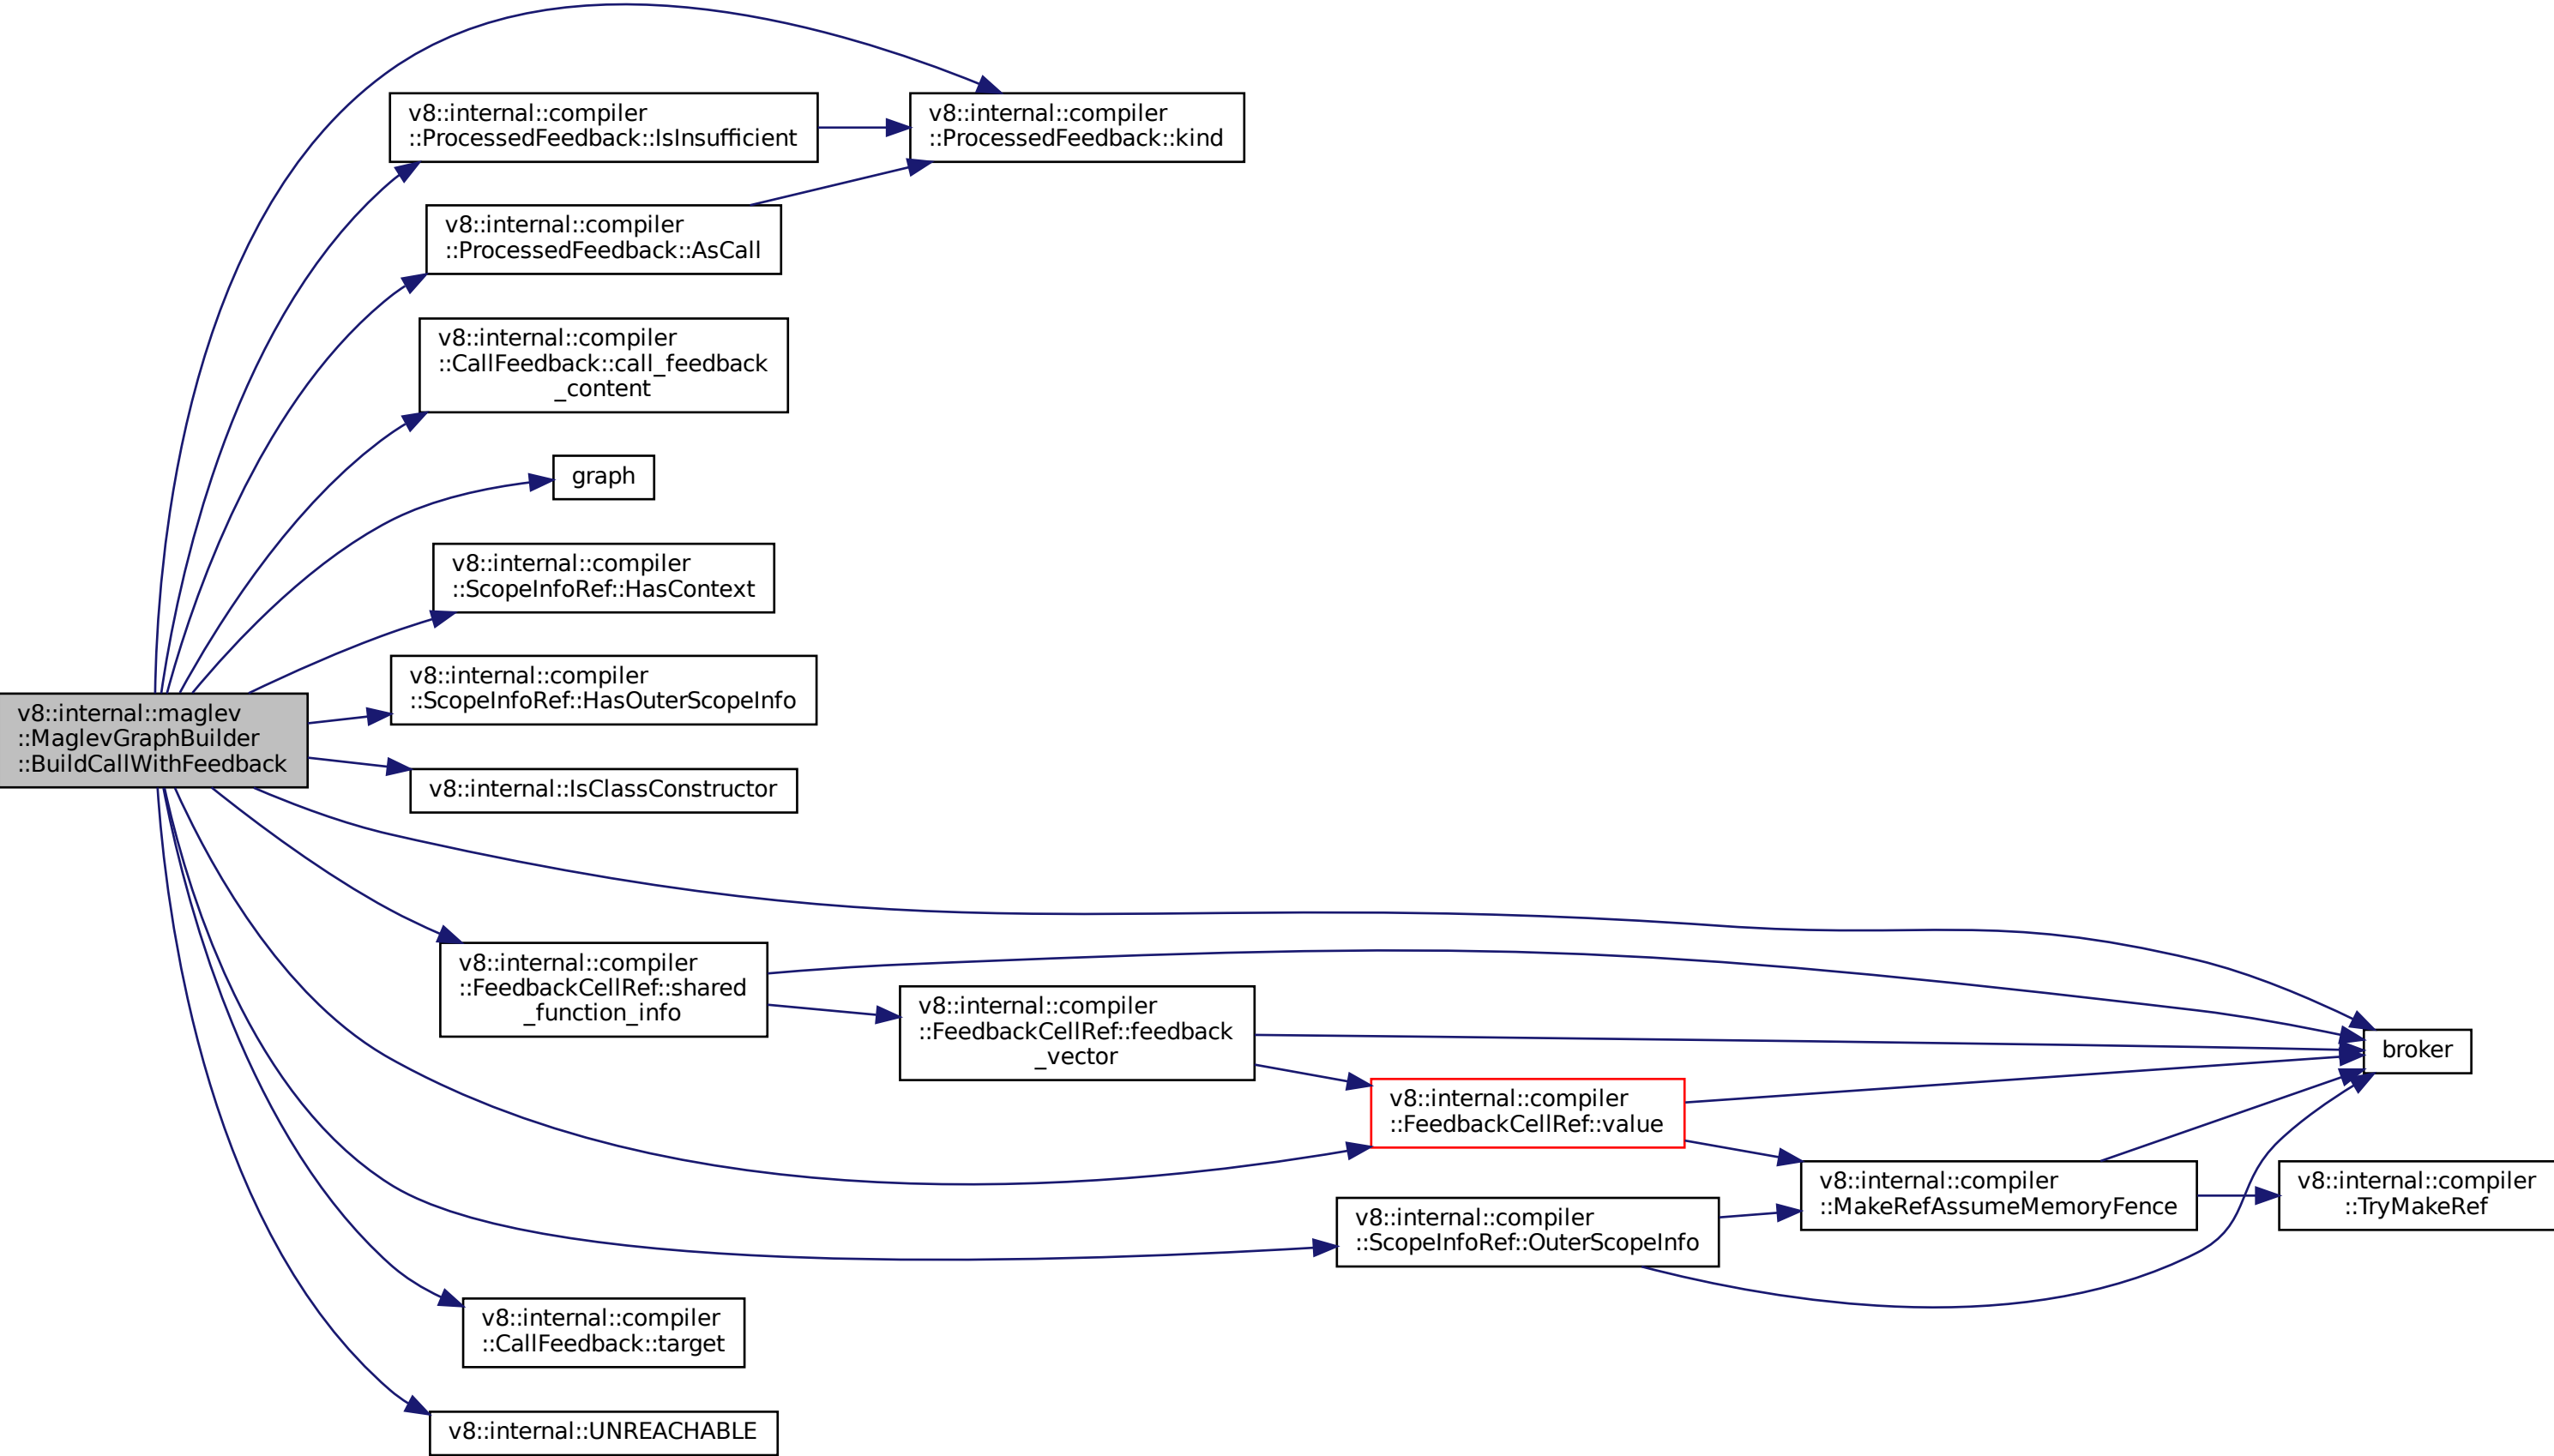 v8::internal::compiler
::ProcessedFeedback::IsInsufficient
v8::internal::compiler
::ProcessedFeedback::kind
v8::internal::compiler
::ProcessedFeedback::AsCall
v8::internal::compiler
::CallFeedback::call_feedback
_content
graph
v8::internal::compiler
::ScopeInfoRef::HasContext
v8::internal::compiler
::ScopeInfoRef::HasOuterScopeInfo
v8::internal::maglev
::MaglevGraphBuilder
::BuildCallWithFeedback
v8::internal::IsClassConstructor
v8::internal::compiler
::FeedbackCellRef::shared
_function_info
v8::internal::compiler
::FeedbackCellRef::feedback
_vector
broker
v8::internal::compiler
::FeedbackCellRef::value
v8::internal::compiler
::MakeRefAssumeMemoryFence
v8::internal::compiler
::TryMakeRef
v8::internal::compiler
::ScopeInfoRef::OuterScopeInfo
v8::internal::compiler
::CallFeedback::target
v8::internal::UNREACHABLE